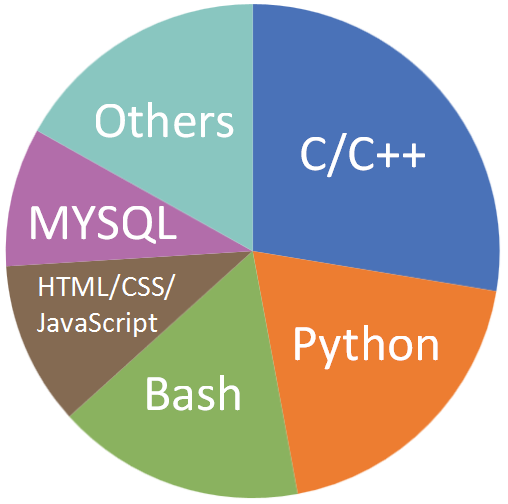 Others
C/C++
MYSQL
HTML/CSS/
JavaScript
Python
Bash